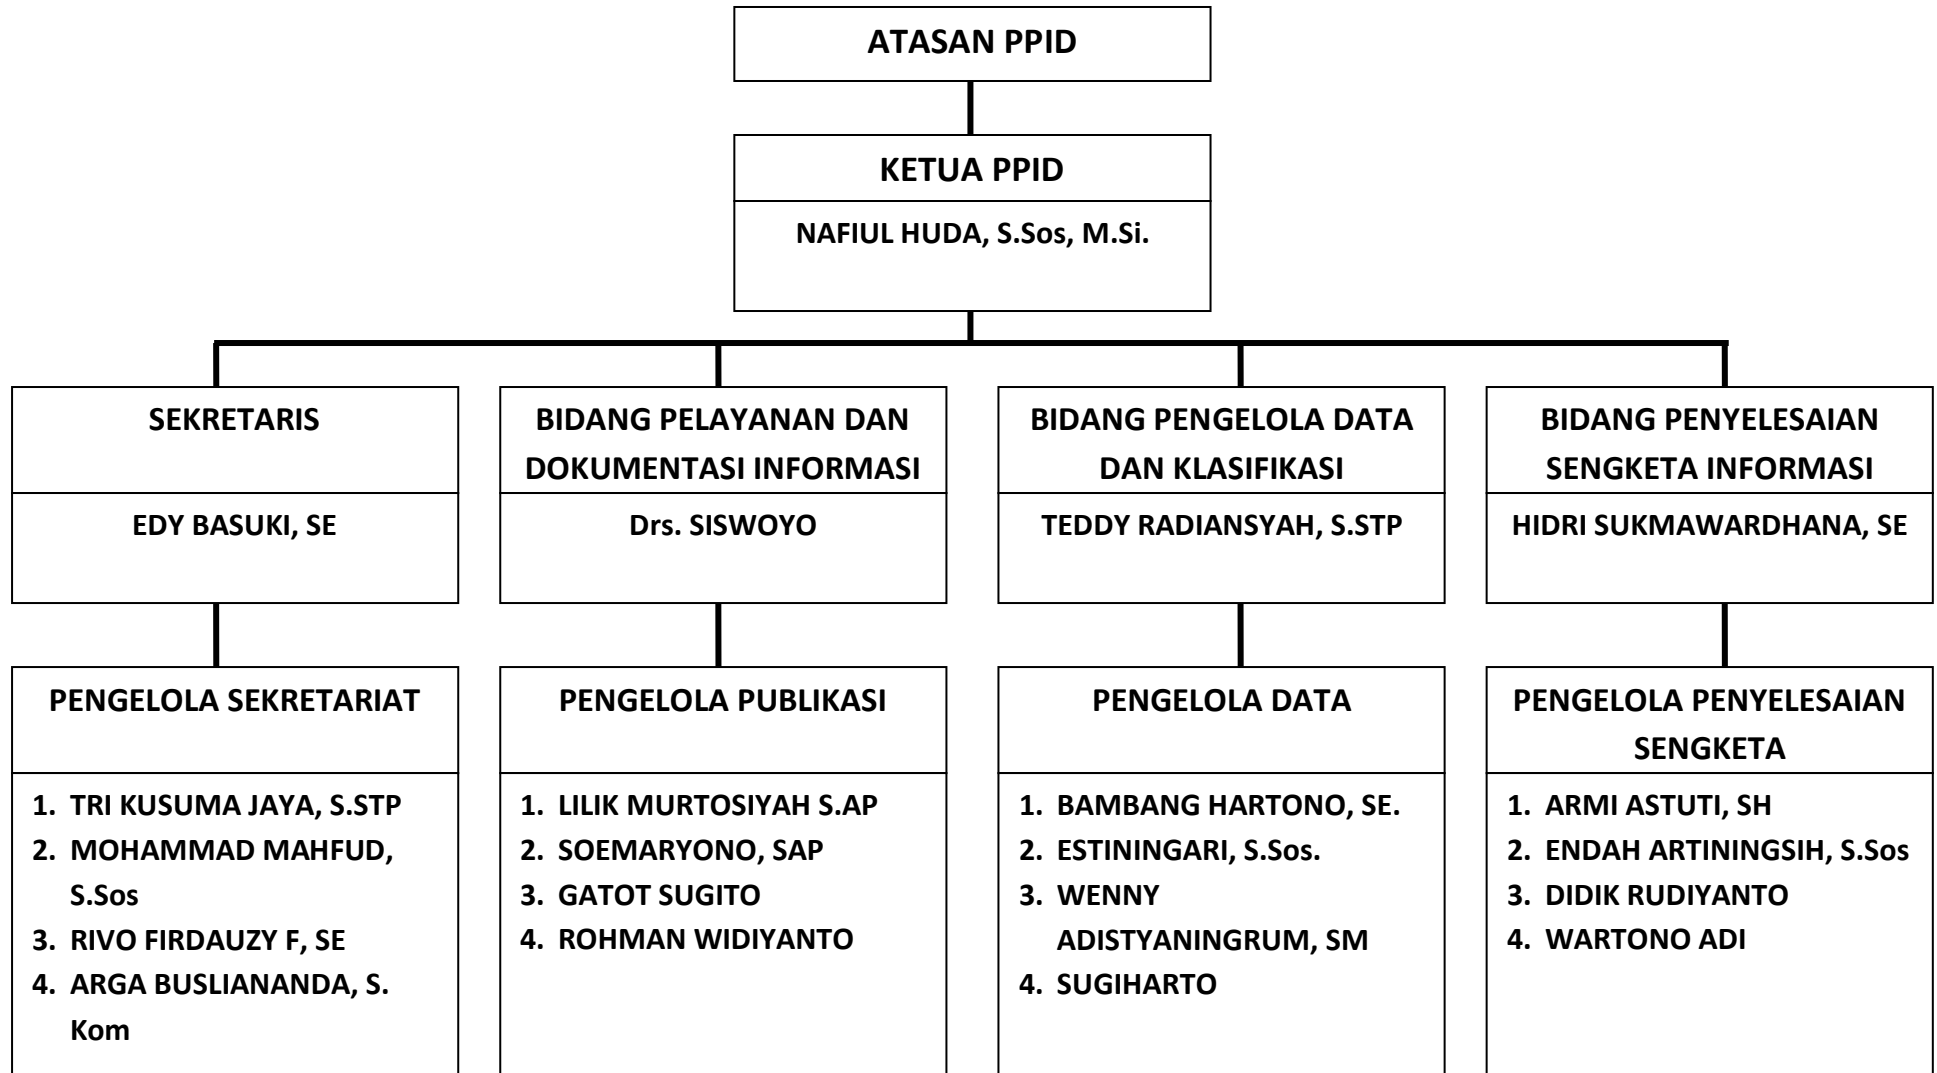 ATASAN PPID
KETUA PPID
NAFIUL HUDA, S.Sos, M.Si.
SEKRETARIS
EDY BASUKI, SE
BIDANG PELAYANAN DAN
DOKUMENTASI INFORMASI
Drs. SISWOYO
BIDANG PENGELOLA DATA
DAN KLASIFIKASI
TEDDY RADIANSYAH, S.STP
BIDANG PENYELESAIAN
SENGKETA INFORMASI
HIDRI SUKMAWARDHANA, SE
PENGELOLA SEKRETARIAT
1. TRI KUSUMA JAYA, S.STP
2. MOHAMMAD MAHFUD,
S.Sos
3. RIVO FIRDAUZY F, SE
4. ARGA BUSLIANANDA, S.
Kom
PENGELOLA PUBLIKASI
1. LILIK MURTOSIYAH S.AP
2. SOEMARYONO, SAP
3. GATOT SUGITO
4. ROHMAN WIDIYANTO
PENGELOLA DATA
1. BAMBANG HARTONO, SE.
2. ESTININGARI, S.Sos.
3. WENNY
ADISTYANINGRUM, SM
4. SUGIHARTO
PENGELOLA PENYELESAIAN
SENGKETA
1. ARMI ASTUTI, SH
2. ENDAH ARTININGSIH, S.Sos
3. DIDIK RUDIYANTO
4. WARTONO ADI